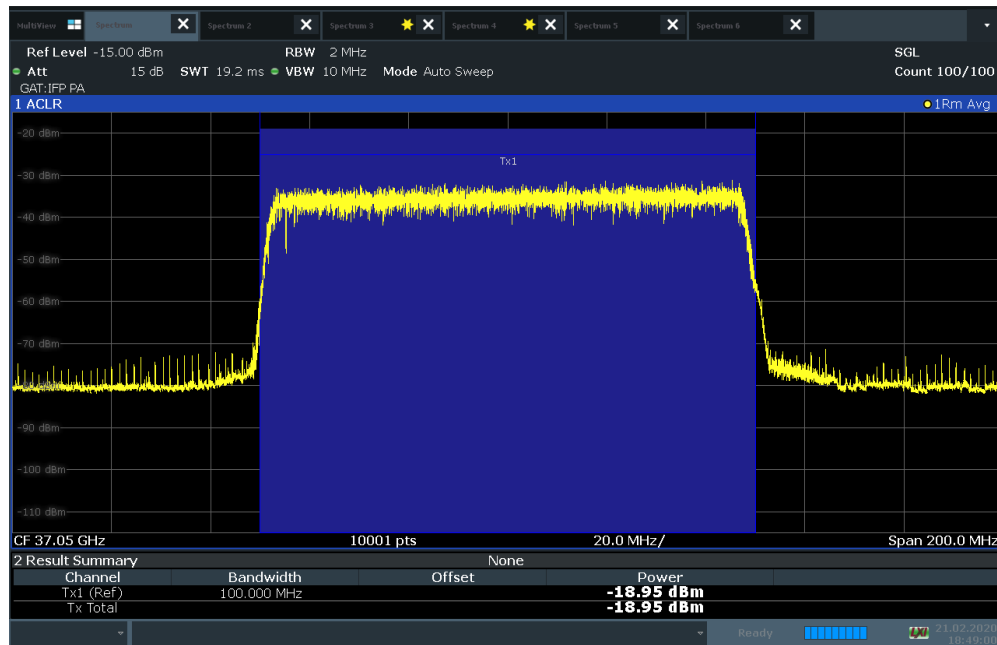 MultiView Spectrum X Spectrum 2 X Spectrum 3 X Spectrum 4 X Spectrum 5 X Spectrum 6 X
Ref Level -15.00 dBm RBW 2 MHz SGL
Att 15 dB SWT 19.2 ms VBW 10 MHz Mode Auto Sweep Count 100/100
GAT:IFP PA
1 ACLR 1Rm Avg
-20 dBm
Tx1
-30 dBm
-40 dBm
-50 dBm
-60 dBm
-70 dBm
-90 dBm
-100 dBm
-110 dBm
CF 37.05 GHz 10001 pts 20.0 MHz/ Span 200.0 MHz
2 Result Summary None
Channel Bandwidth Offset Power
Tx1 (Ref) 100.000 MHz -18.95 dBm
Tx Total -18.95 dBm
Ready LXI 21.02.2020
18:49:00